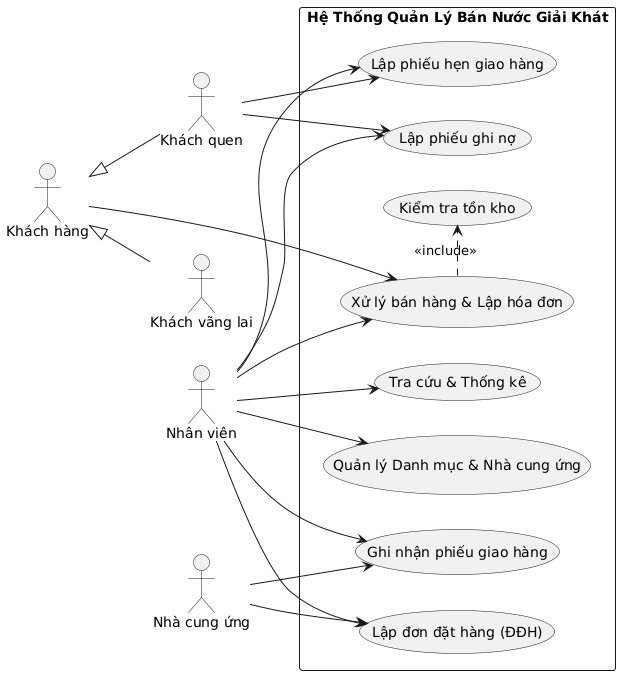 Hệ Thống Quản Lý Bán Nước Giải Khát
Lập phiếu hẹn giao hàng
Khách quen
Lập phiếu ghi nợ
Kiểm tra tồn kho
Khách hàng
«include»
Xử lý bán hàng & Lập hóa đơn
Khách vãng lai
Tra cứu & Thống kê
Nhân viên
Quản lý Danh mục & Nhà cung ứng
Ghi nhận phiếu giao hàng
Nhà cung ứng
Lập đơn đặt hàng (ĐĐH)